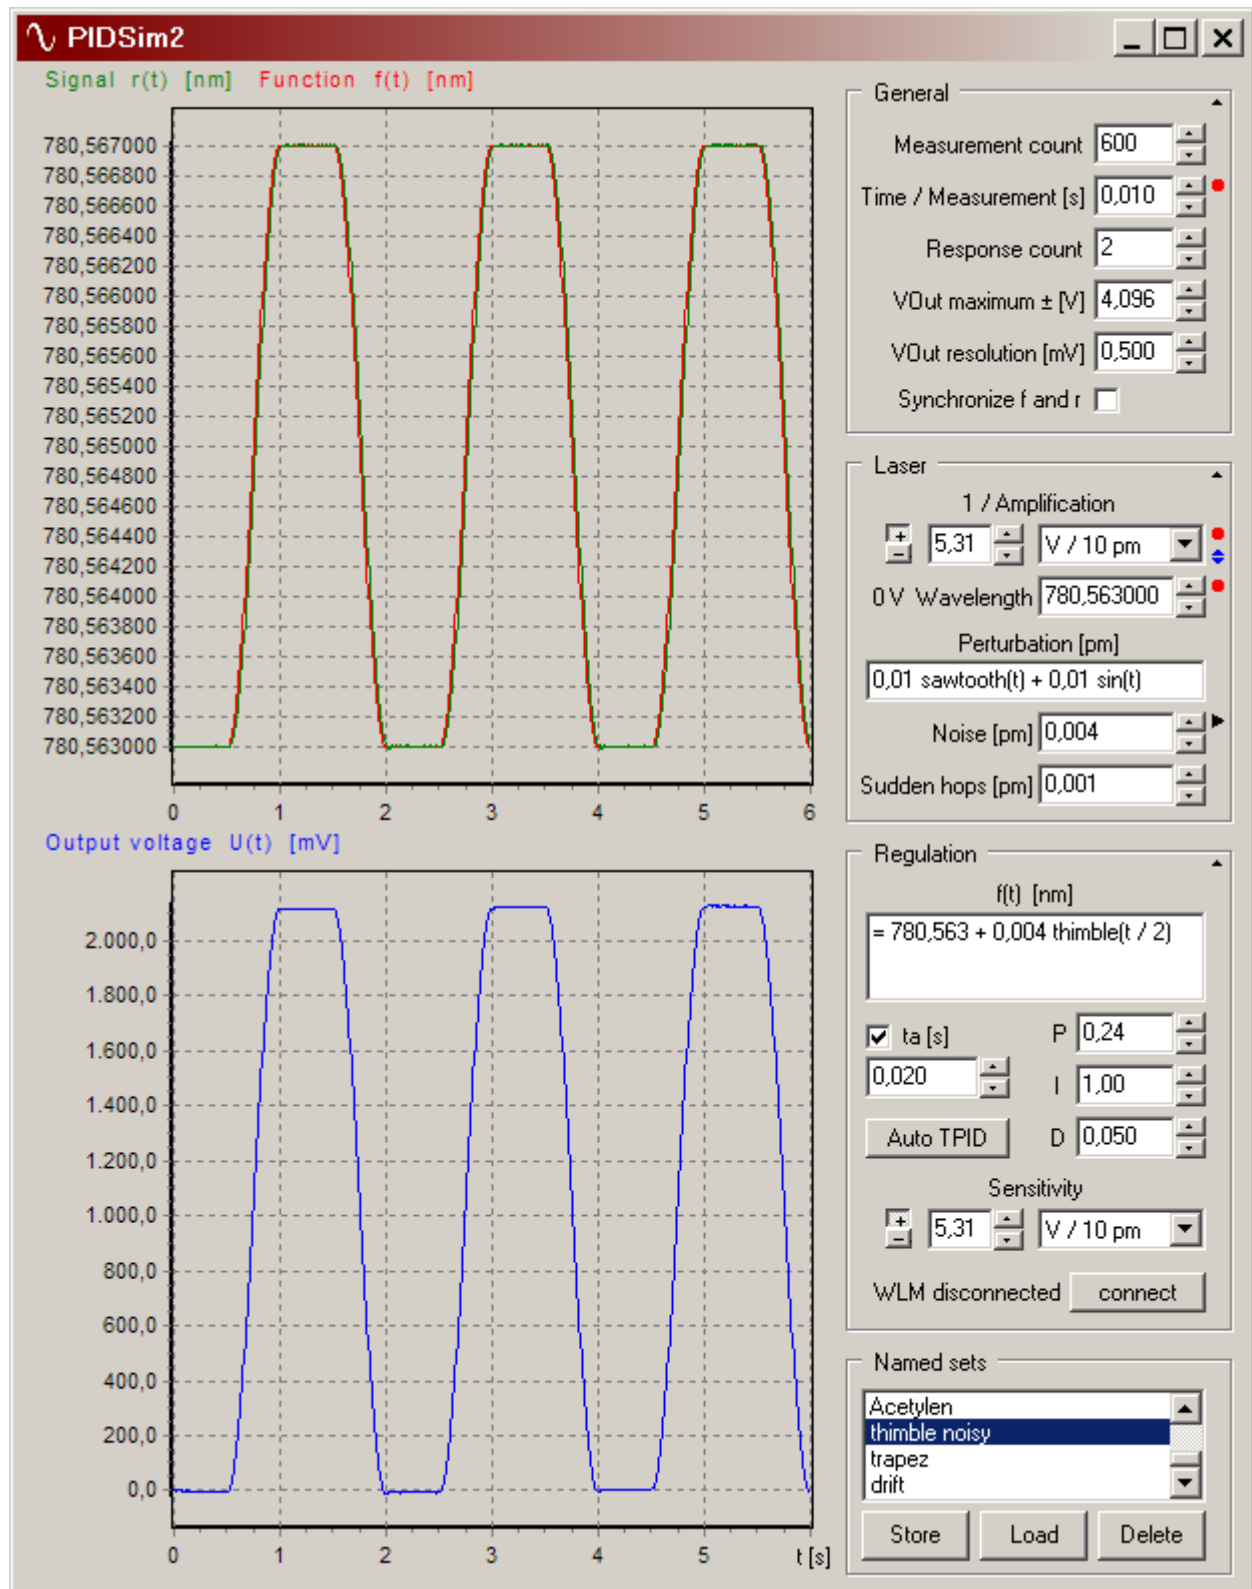 PIDSim2
Signal r(t) [nm] Function f(t) [nm]
780,567000
780,566800
780,566600
780,566400
780,566200
780,566000
780,565800
780,565600
780,565400
780,565200
780,565000
780,564800
780,564600
780,564400
780,564200
780,564000
780,563800
780,563600
780,563400
780,563200
780,563000
0 1 2 3 4 5 6
Output voltage U(t) [mV]
2.000,0
1.800,0
1.600,0
1.400,0
1.200,0
1.000,0
800,0
600,0
400,0
200,0
0,0
0 1 2 3 4 5 t [s]
General
Measurement count 600
Time / Measurement [s] 0,010
Response count 2
VOut maximum ± [V] 4,096
VOut resolution [mV] 0,500
Synchronize f and r
Laser
1 / Amplification
+ - 5,31 V / 10 pm
0 V Wavelength 780,563000
Perturbation [pm]
0,01 sawtooth(t) + 0,01 sin(t)
Noise [pm] 0,004
Sudden hops [pm] 0,001
Regulation
f(t) [nm]
= 780,563 + 0,004 thimble(t / 2)
ta [s] P 0,24
0,020 I 1,00
Auto TPID D 0,050
Sensitivity
+ - 5,31 V / 10 pm
WLM disconnected connect
Named sets
Acetylen
thimble noisy
trapez
drift
Store Load Delete